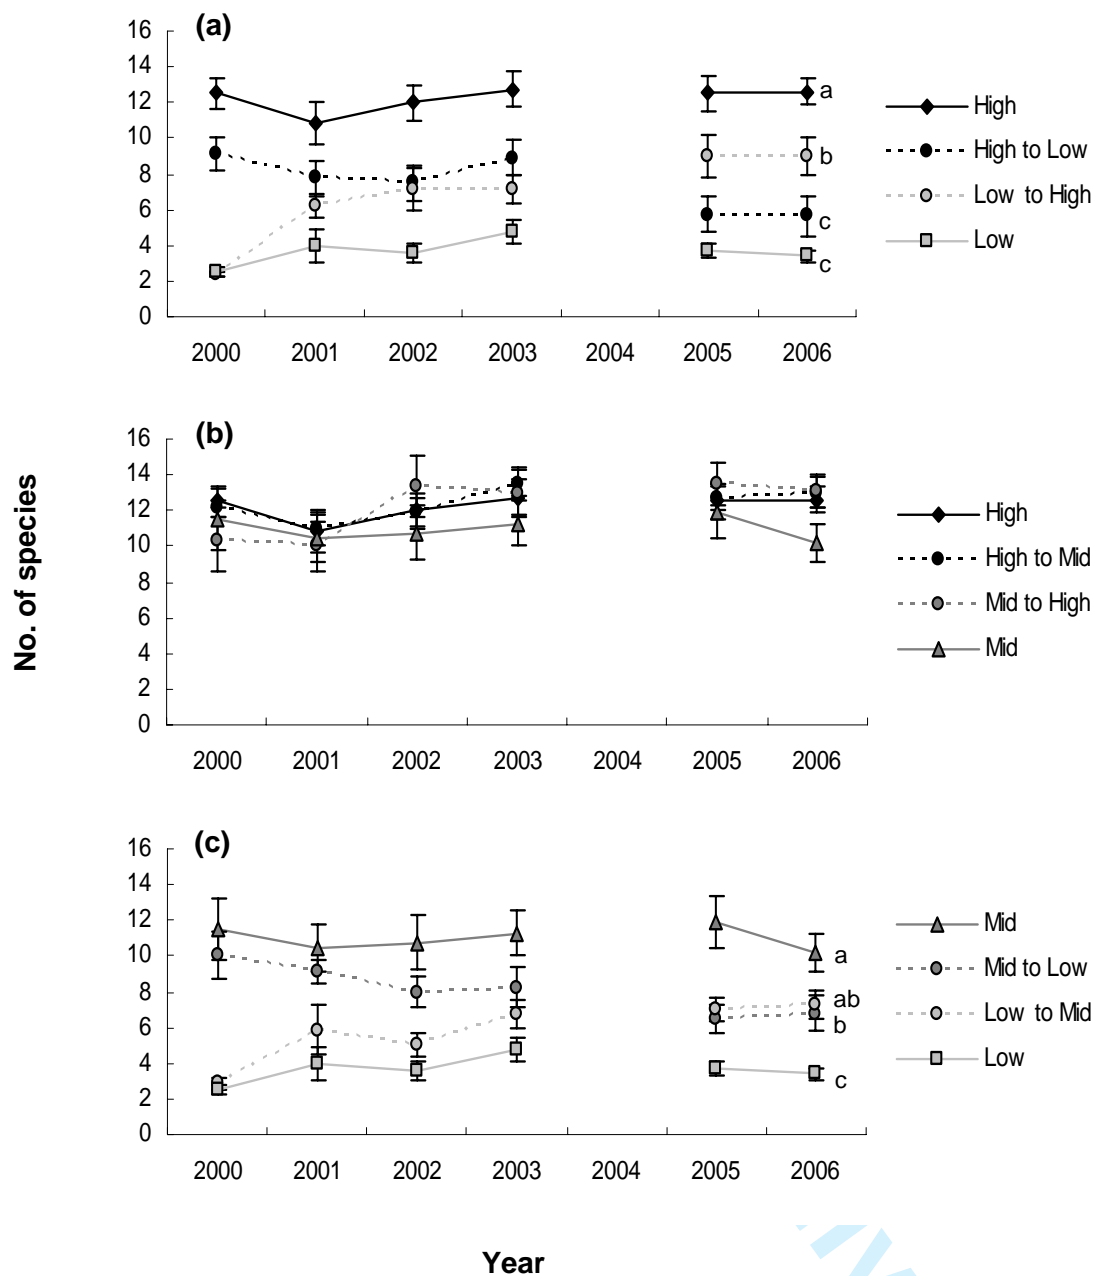 (a)
16
14
12
10
8
6
4
2
0
a
b
c
c
2000 2001 2002 2003 2004 2005 2006
High
High to Low
Low to High
Low
No. of species
(b)
16
14
12
10
8
6
4
2
0
2000 2001 2002 2003 2004 2005 2006
High
High to Mid
Mid to High
Mid
(c)
16
14
12
10
8
6
4
2
0
a
ab
b
c
2000 2001 2002 2003 2004 2005 2006
Mid
Mid to Low
Low to Mid
Low
Year